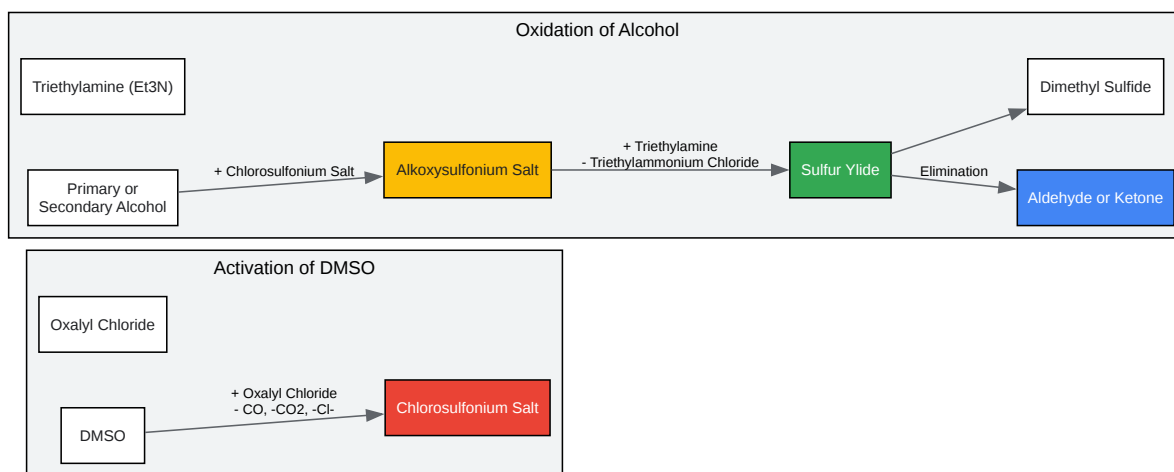 Oxidation of Alcohol
Triethylamine (Et3N)
Dimethyl Sulfide
Primary or
Secondary Alcohol
+ Chlorosulfonium Salt
Alkoxysulfonium Salt
+ Triethylamine
- Triethylammonium Chloride
Sulfur Ylide
Elimination
Aldehyde or Ketone
Activation of DMSO
Oxalyl Chloride
DMSO
+ Oxalyl Chloride
- CO, -CO2, -Cl-
Chlorosulfonium Salt